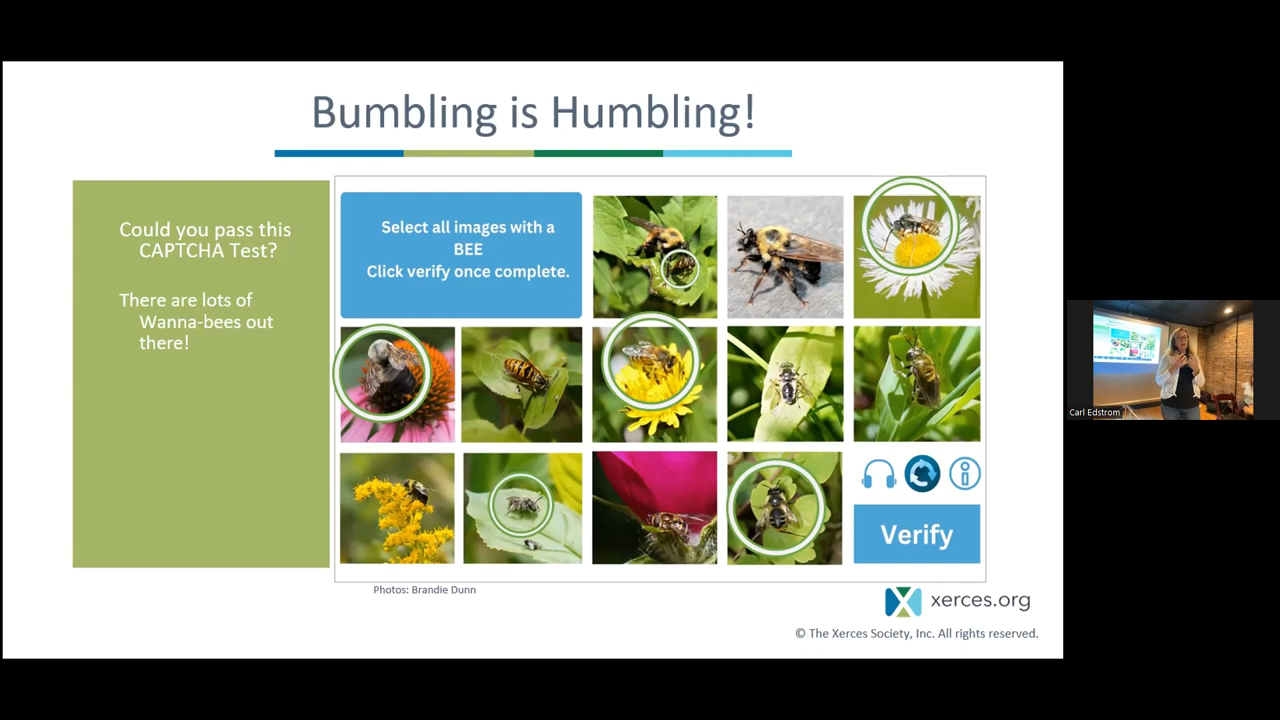 Bumbling is Humbling!
Could you pass this
CAPTCHA Test?
There are lots of
Wanna-bees out
there!
Select all images with a
BEE
Click verify once complete.
Verify
Photos: Brandie Dunn
xerces.org
© The Xerces Society, Inc. All rights reserved.
Carl Edstrom